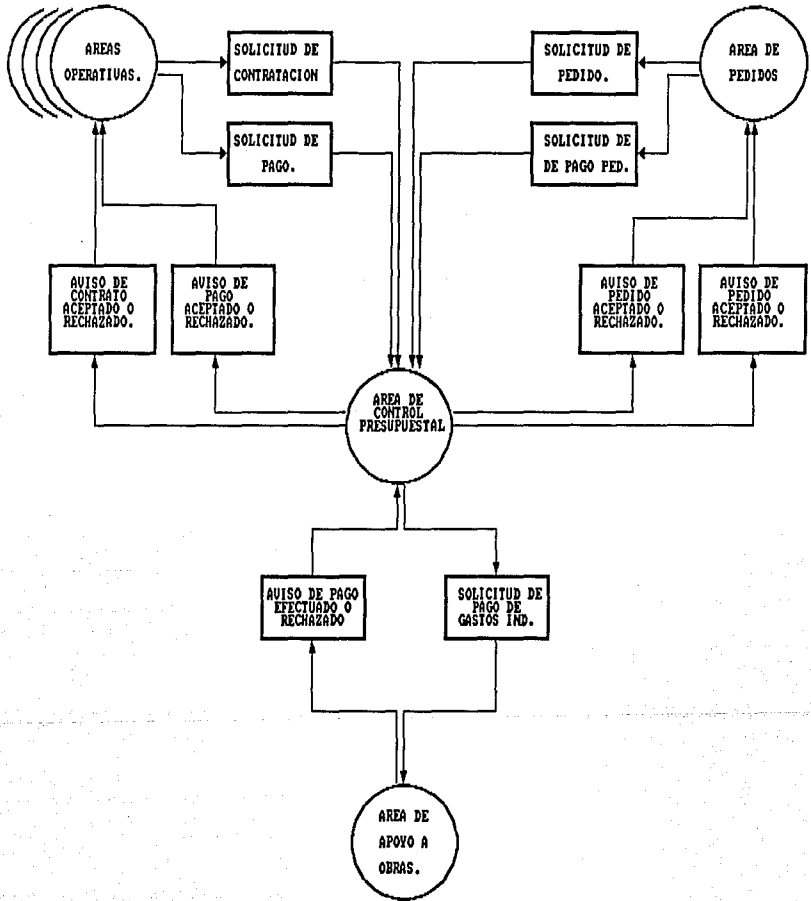 AREAS
OPERATIVAS.
SOLICITUD DE
CONTRATACION
SOLICITUD DE
PAGO.
SOLICITUD DE
PEDIDO.
SOLICITUD DE
DE PAGO PED.
AREA DE
PEDIDOS
AVISO DE
CONTRATO
ACEPTADO O
RECHAZADO.
AVISO DE
PAGO
ACEPTADO O
RECHAZADO.
AVISO DE
PEDIDO
ACEPTADO O
RECHAZADO.
AVISO DE
PEDIDO
ACEPTADO O
RECHAZADO.
AREA DE
CONTROL
PRESUPUESTAL
AVISO DE PAGO
EFECTUADO O
RECHAZADO
SOLICITUD DE
PAGO DE
GASTOS IND.
AREA DE
APOYO A
OBRAS.